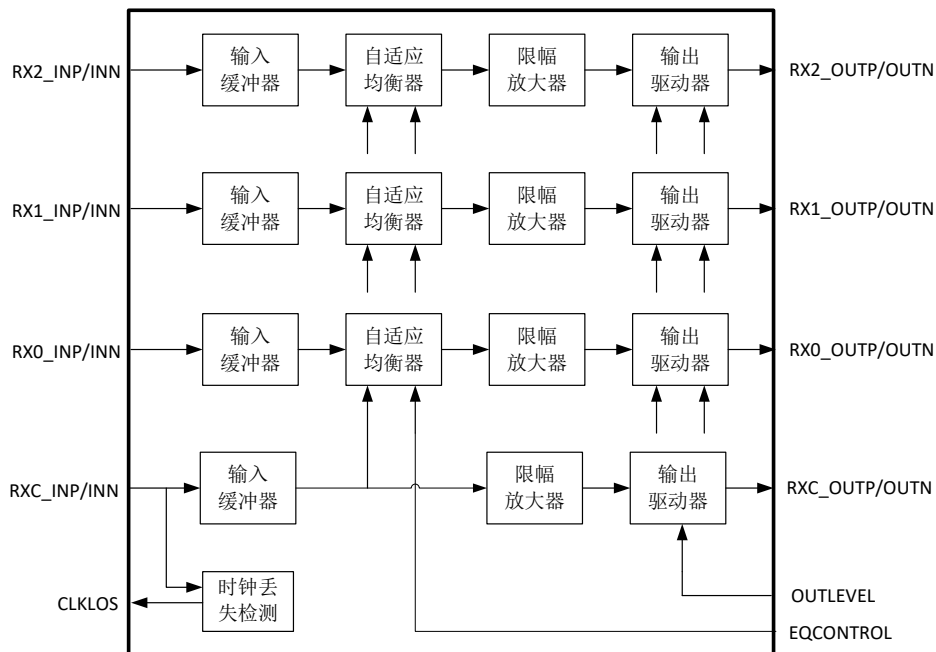 RX2_INP/INN
输入
缓冲器
自适应
均衡器
限幅
放大器
输出
驱动器
RX2_OUTP/OUTN
RX1_INP/INN
输入
缓冲器
自适应
均衡器
限幅
放大器
输出
驱动器
RX1_OUTP/OUTN
RX0_INP/INN
输入
缓冲器
自适应
均衡器
限幅
放大器
输出
驱动器
RX0_OUTP/OUTN
RXC_INP/INN
输入
缓冲器
限幅
放大器
输出
驱动器
RXC_OUTP/OUTN
CLKLOS
时钟丢
失检测
OUTLEVEL
EQCONTROL